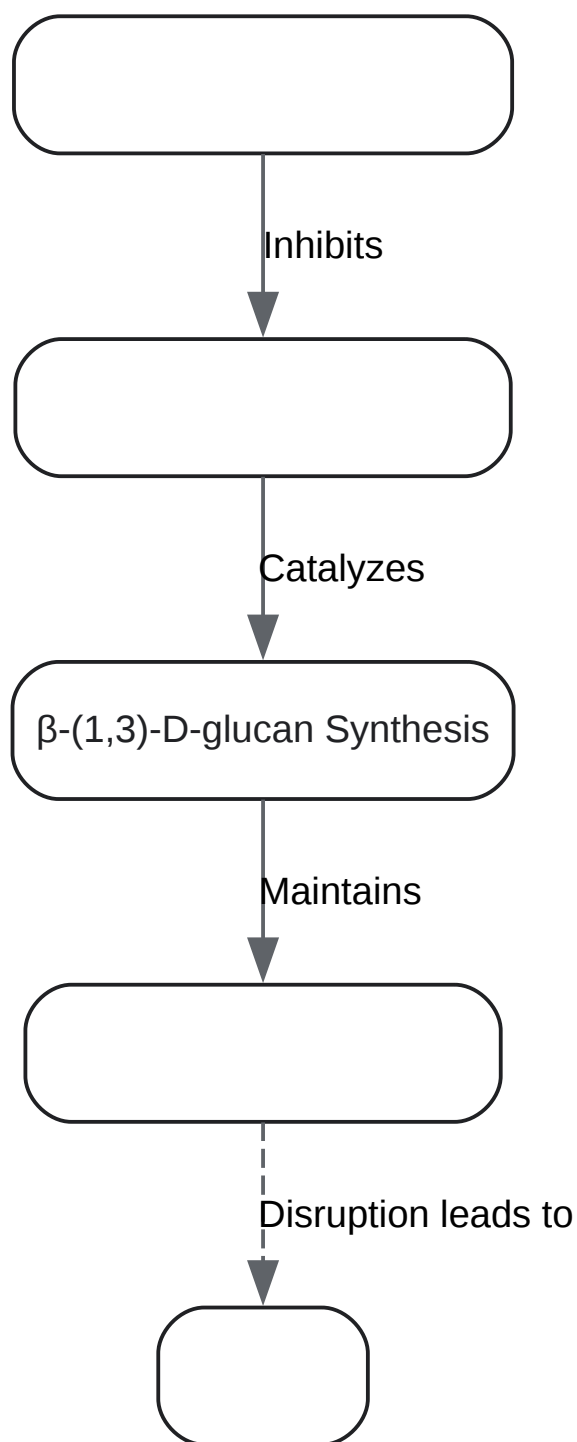 Inhibits
Catalyzes
β-(1,3)-D-glucan Synthesis
Maintains
Disruption leads to